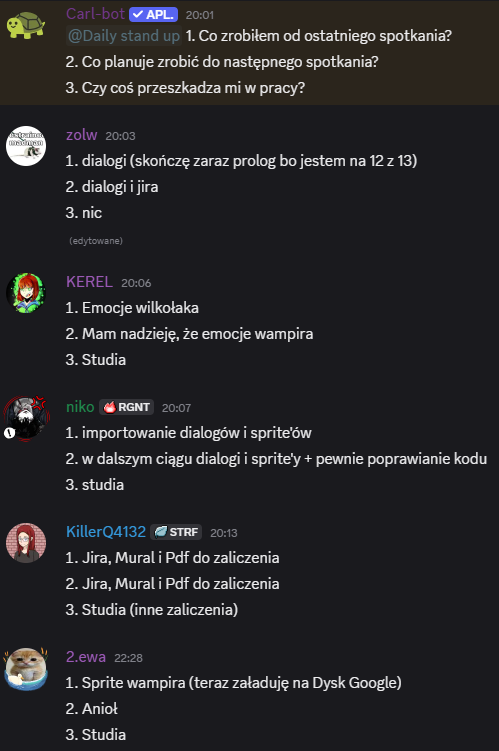 Carl-bot ✓ APL. 20:01
@Daily stand up 1. Co zrobiłem od ostatniego spotkania?
2. Co planuje zrobić do następnego spotkania?
3. Czy coś przeszkadza mi w pracy?
zolw 20:03
1. dialogi (skończę zaraz prolog bo jestem na 12 z 13)
2. dialogi i jira
3. nic
(edytowane)
KEREL 20:06
1. Emocje wilkołaka
2. Mam nadzieję, że emocje wampira
3. Studia
niko RGNT 20:07
1. importowanie dialogów i sprite'ów
2. w dalszym ciągu dialogi i sprite'y + pewnie poprawianie kodu
3. studia
KillerQ4132 STRF 20:13
1. Jira, Mural i Pdf do zaliczenia
2. Jira, Mural i Pdf do zaliczenia
3. Studia (inne zaliczenia)
2.ewa 22:28
1. Sprite wampira (teraz załaduję na Dysk Google)
2. Anioł
3. Studia